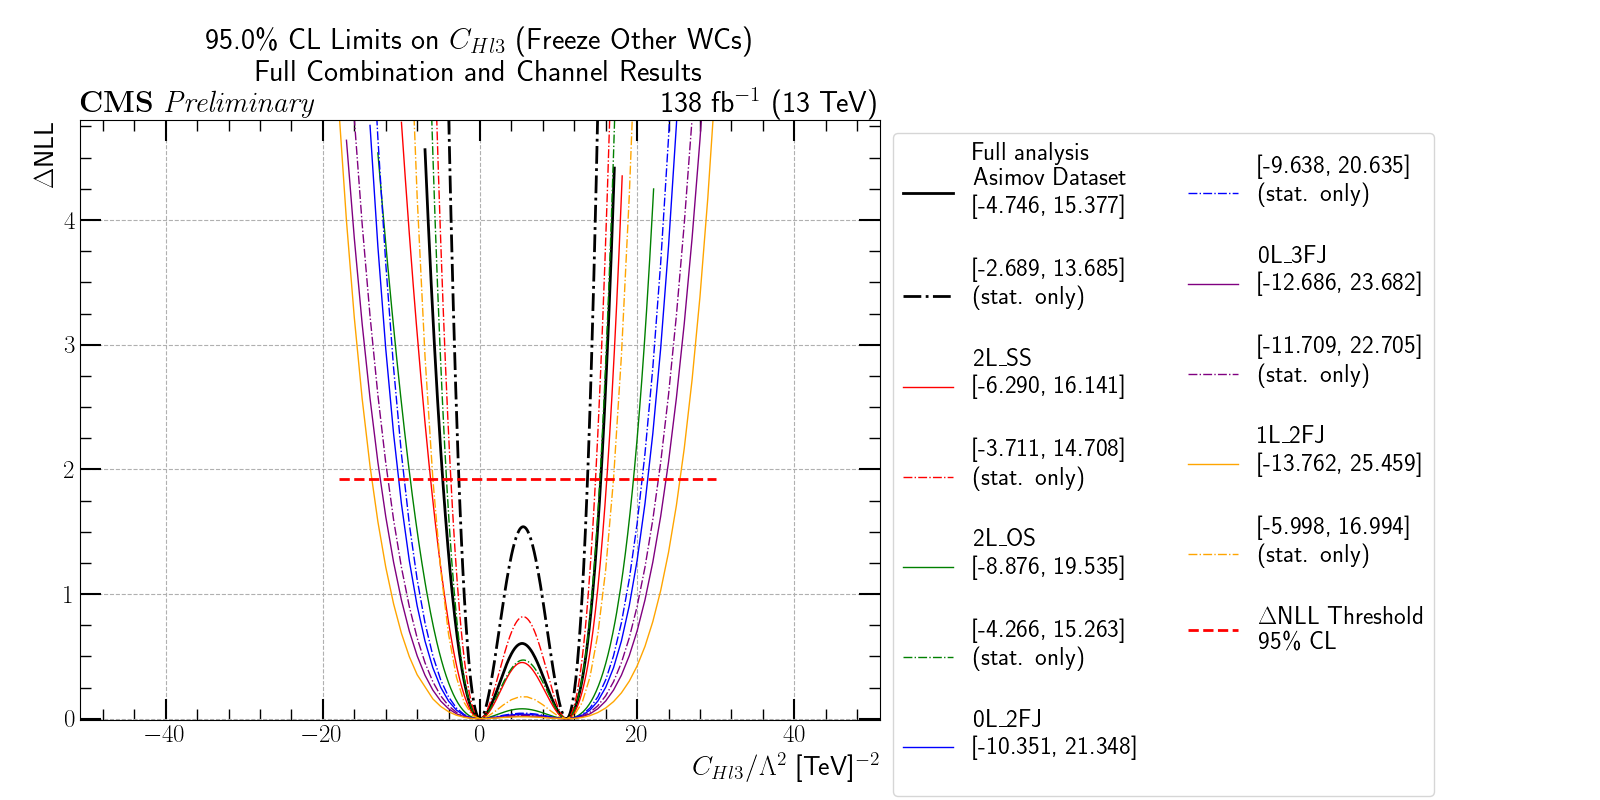 95.0% CL Limits on C_{Hl3} (Freeze Other WCs)
Full Combination and Channel Results
CMS Preliminary
138 fb⁻¹ (13 TeV)
ΔNLL
4
3
2
1
0
−40
−20
0
20
40
C_{Hl3}/Λ² [TeV]⁻²
Full analysis
Asimov Dataset
[-4.746, 15.377]
[-2.689, 13.685]
(stat. only)
2L_SS
[-6.290, 16.141]
[-3.711, 14.708]
(stat. only)
2L_OS
[-8.876, 19.535]
[-4.266, 15.263]
(stat. only)
0L_2FJ
[-10.351, 21.348]
[-9.638, 20.635]
(stat. only)
0L_3FJ
[-12.686, 23.682]
[-11.709, 22.705]
(stat. only)
1L_2FJ
[-13.762, 25.459]
[-5.998, 16.994]
(stat. only)
ΔNLL Threshold
95% CL